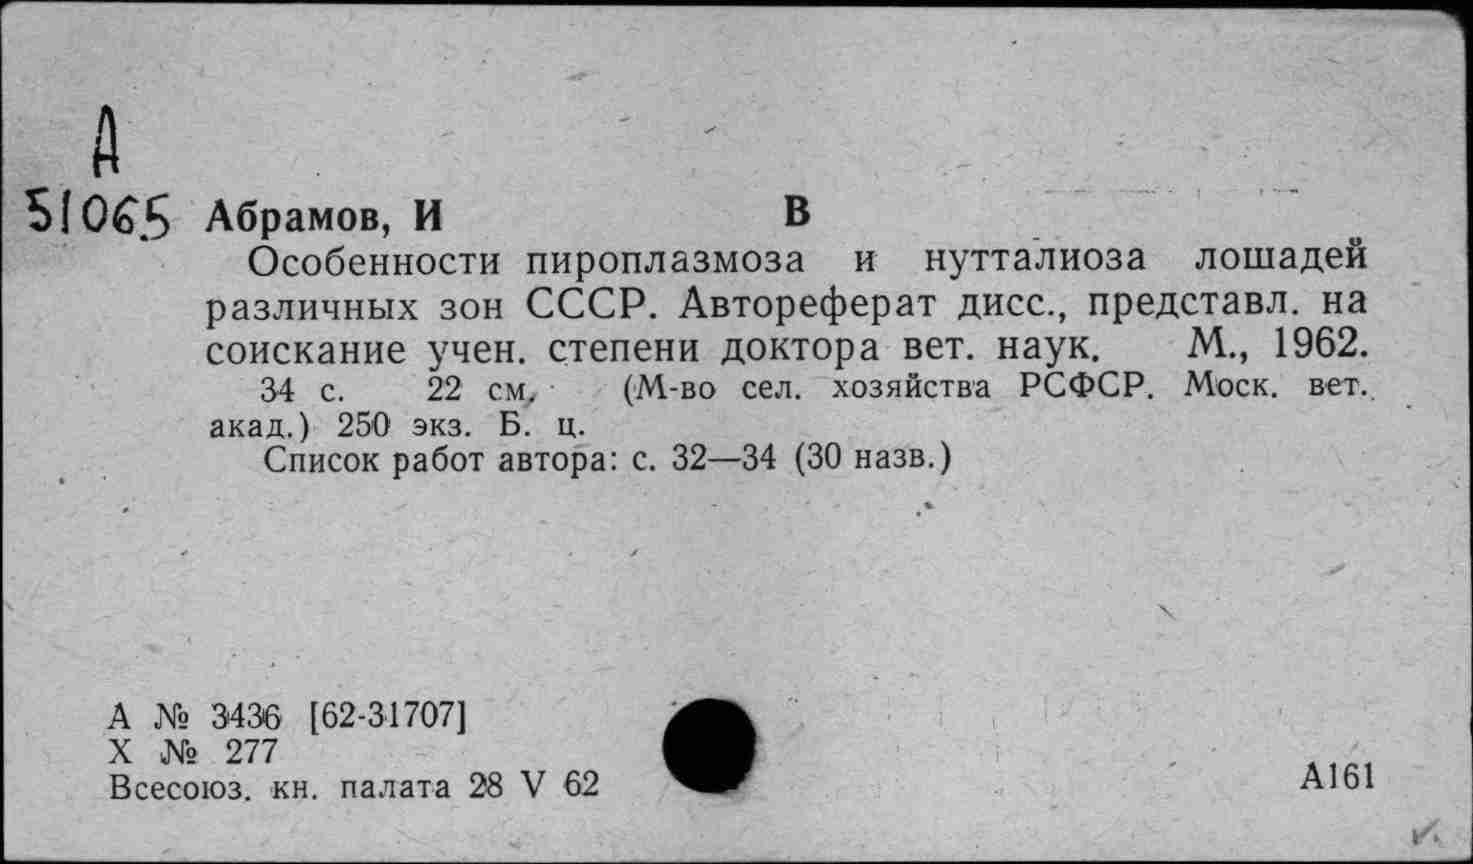 А
51065 Абрамов, И В
Особенности пироплазмоза и нутталиоза лошадей
различных зон СССР. Автореферат дисс., представл. на
соискание учен. степени доктора вет. наук. М., 1962.
34 с. 22 см. (М-во сел. хозяйства РСФСР. Моск. вет.
акад.) 250 экз. Б. ц.
Список работ автора: с. 32—34 (30 назв.)
А № 3436 [62-31707]
Х № 277
Всесоюз. кн. палата 28 V 62
А161